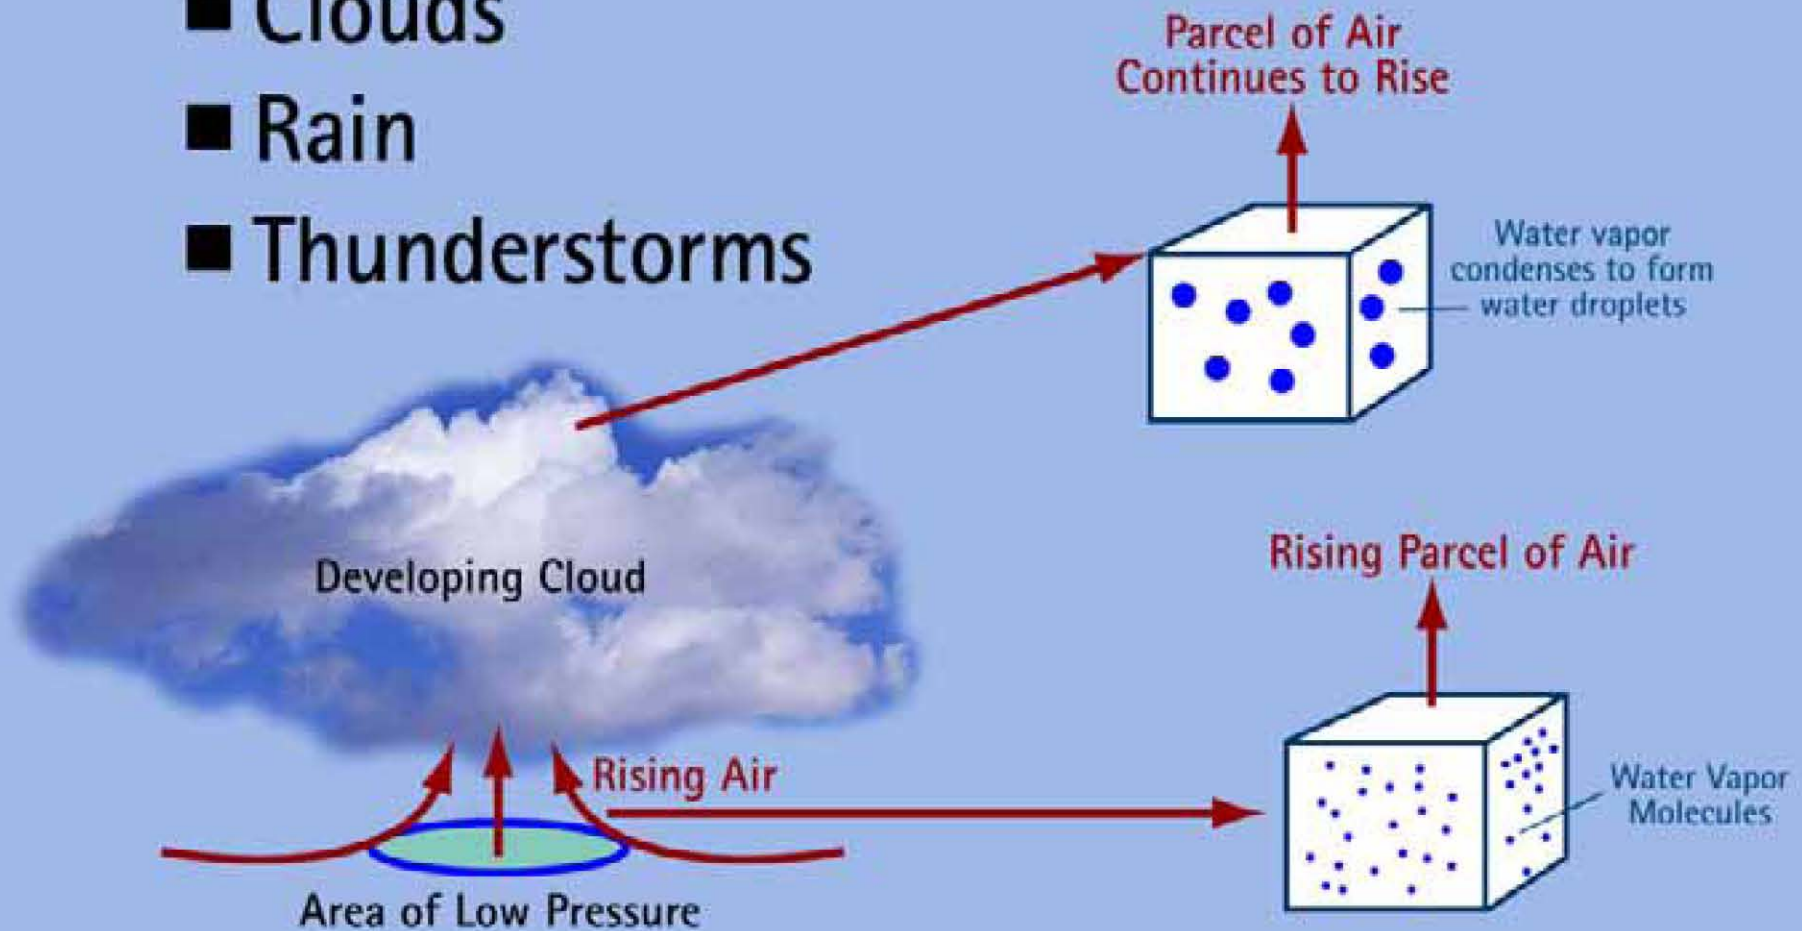 ■ Clouds
■ Rain
■ Thunderstorms
Parcel of Air
Continues to Rise
Water vapor
condenses to form
water droplets
Developing Cloud
Rising Parcel of Air
Rising Air
Water Vapor
Molecules
Area of Low Pressure